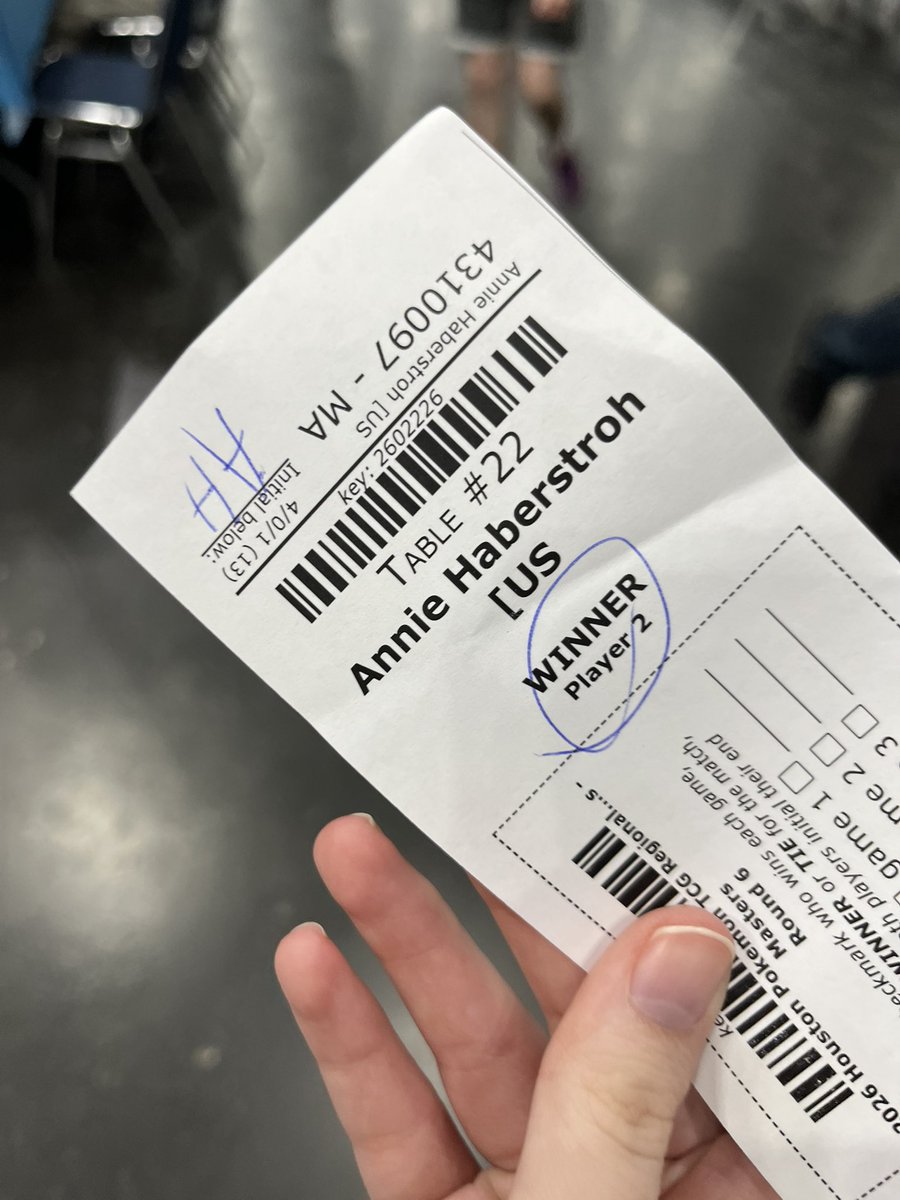 4310097 - MA
Annie Haberstroh [US
4/0/1 (13)
Initial below:
AH
key: 2602226
TABLE #22
Annie Haberstroh
[US
WINNER
Player 2
game 1
me 2
3
eckmark who wins each game,
WINNER or TIE for the match,
th players initial their end
2026 Houston Pokemon TCG Regional...s -
Masters
Round 6
ke